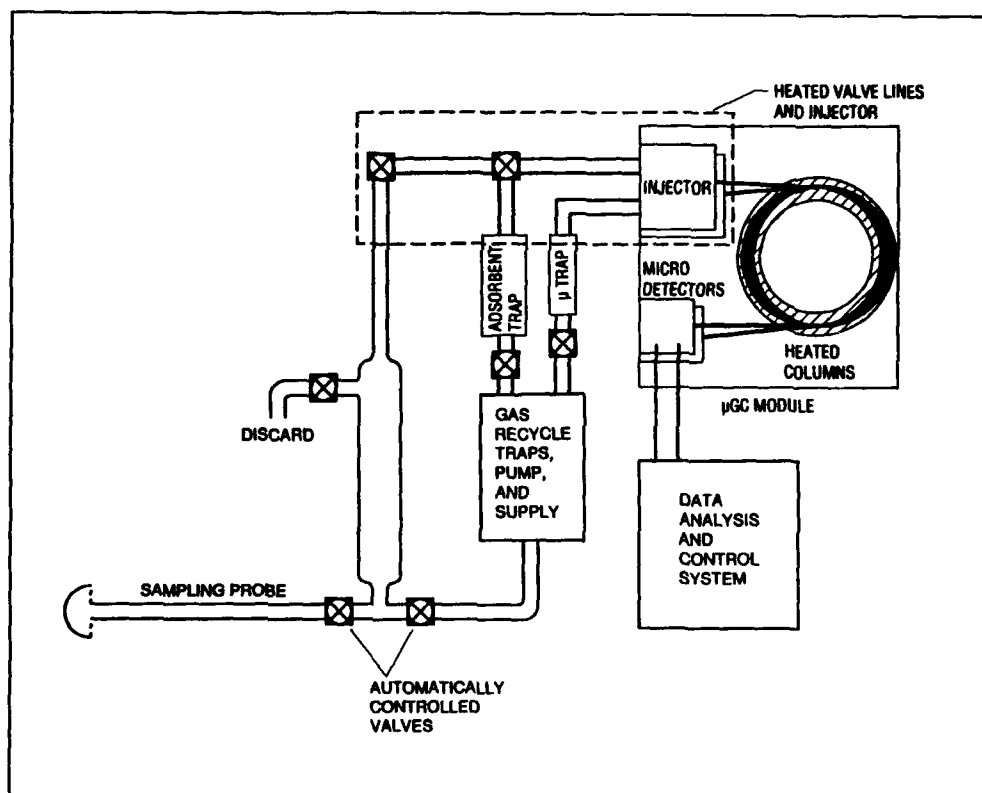 HEATED VALVE LINES
AND INJECTOR
INJECTOR
ADSORBENT
TRAP
µ TRAP
MICRO
DETECTORS
HEATED
COLUMNS
µGC MODULE
DISCARD
GAS
RECYCLE
TRAPS,
PUMP,
AND
SUPPLY
DATA
ANALYSIS
AND
CONTROL
SYSTEM
SAMPLING PROBE
AUTOMATICALLY
CONTROLLED
VALVES